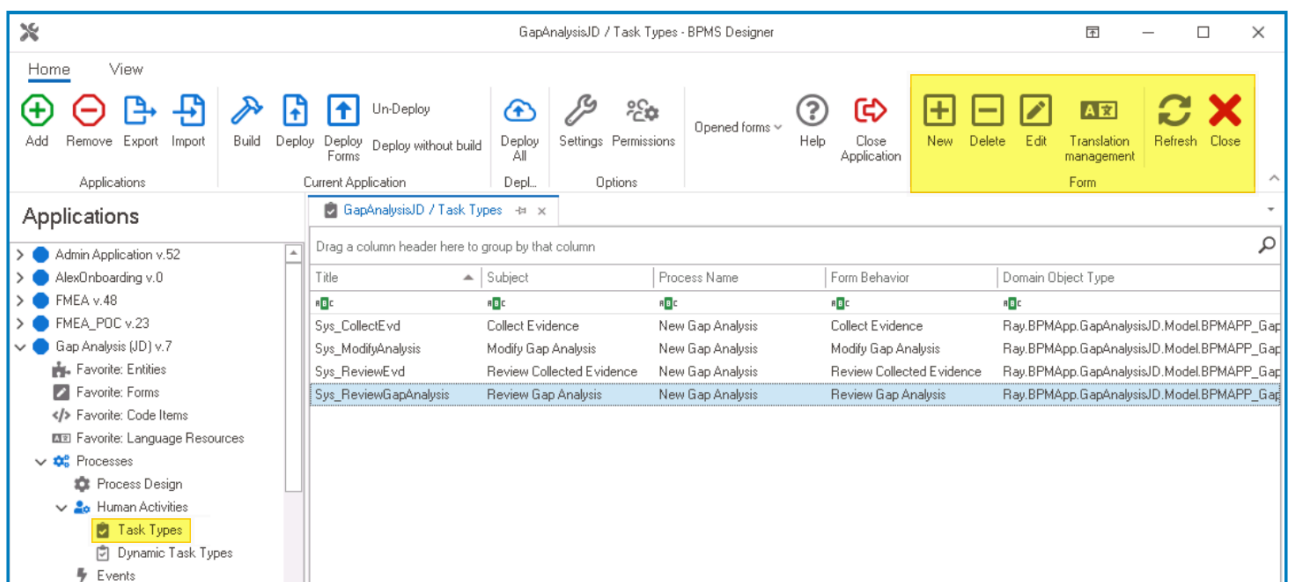 GapAnalysisJD / Task Types - BPMS Designer
Home View
Add Remove Export Import Build Deploy Deploy Forms Un-Deploy Deploy without build Deploy All Settings Permissions Opened forms Help Close Application New Delete Edit Translation management Refresh Close
Applications Current Application Depl... Options Form
Applications
GapAnalysisJD / Task Types
Drag a column header here to group by that column
Title Subject Process Name Form Behavior Domain Object Type
Sys_CollectEvd Collect Evidence New Gap Analysis Collect Evidence Ray.BPMApp.GapAnalysisJD.Model.BPMAPP_Gap
Sys_ModifyAnalysis Modify Gap Analysis New Gap Analysis Modify Gap Analysis Ray.BPMApp.GapAnalysisJD.Model.BPMAPP_Gap
Sys_ReviewEvd Review Collected Evidence New Gap Analysis Review Collected Evidence Ray.BPMApp.GapAnalysisJD.Model.BPMAPP_Gap
Sys_ReviewGapAnalysis Review Gap Analysis New Gap Analysis Review Gap Analysis Ray.BPMApp.GapAnalysisJD.Model.BPMAPP_Gap
Admin Application v.52
AlexOnboarding v.0
FMEA v.48
FMEA_POC v.23
Gap Analysis (JD) v.7
Favorite: Entities
Favorite: Forms
Favorite: Code Items
Favorite: Language Resources
Processes
Process Design
Human Activities
Task Types
Dynamic Task Types
Events